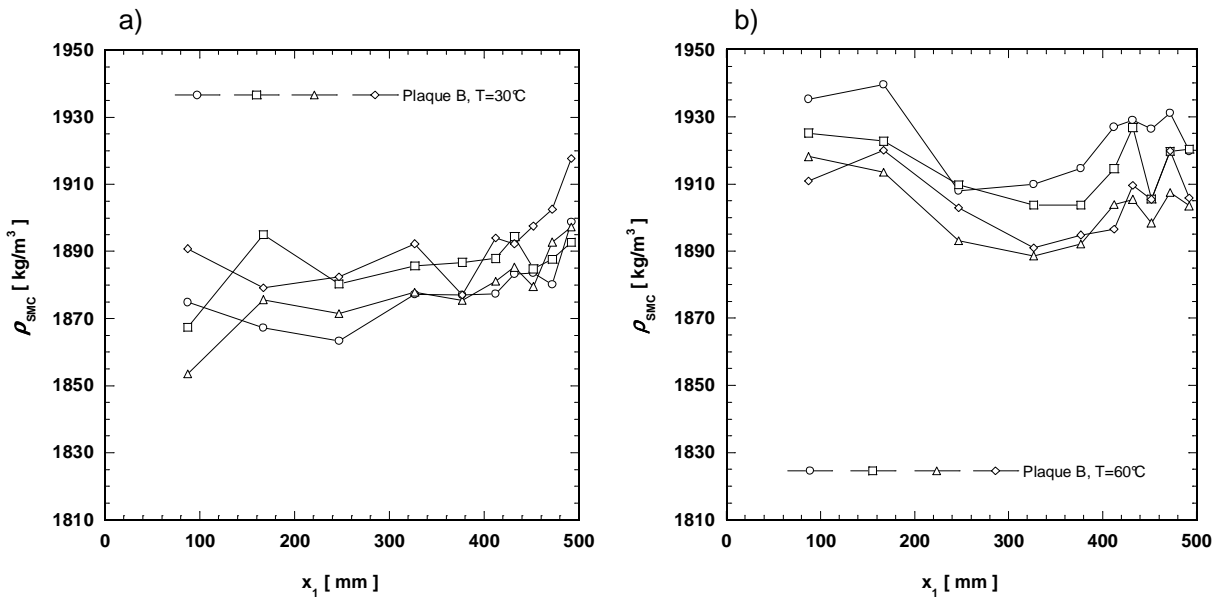 a)
1950
1930
1910
1890
1870
1850
1830
1810
ρSMC [ kg/m³ ]
Plaque B, T=30°C
0 100 200 300 400 500
x₁ [ mm ]
b)
1950
1930
1910
1890
1870
1850
1830
1810
ρSMC [ kg/m³ ]
Plaque B, T=60°C
0 100 200 300 400 500
x₁ [ mm ]